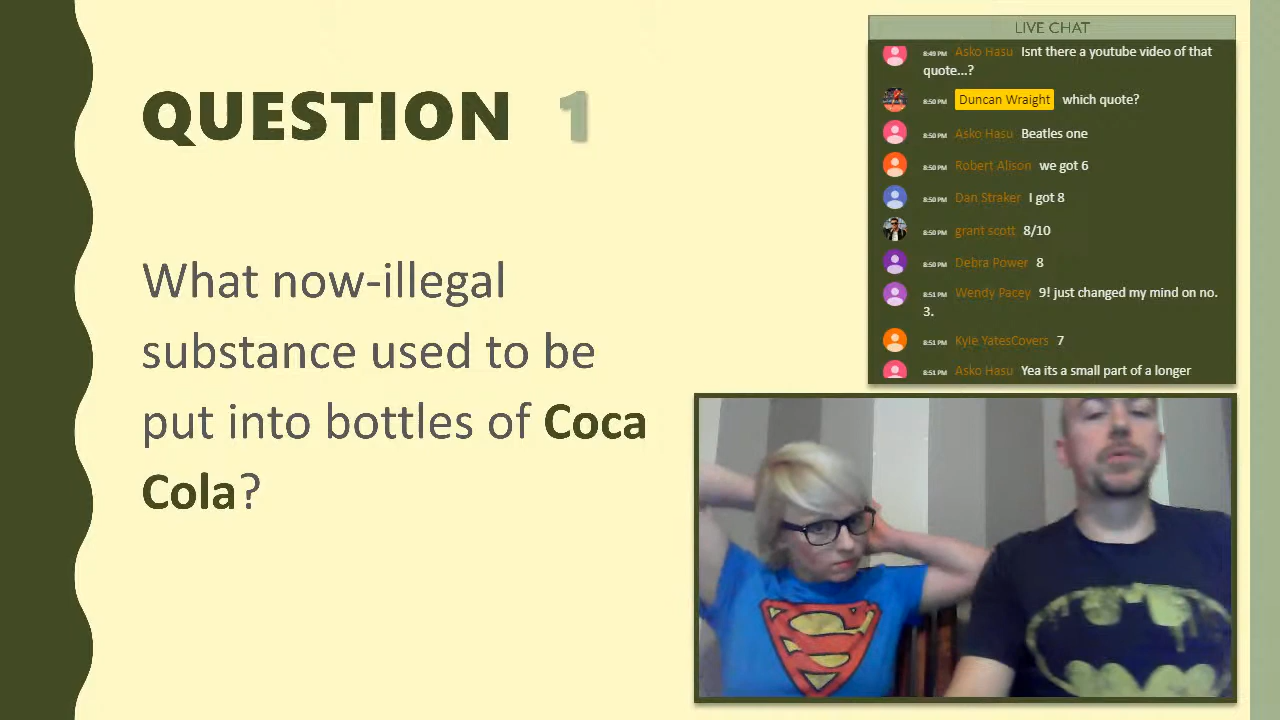 QUESTION 1
What now-illegal
substance used to be
put into bottles of Coca
Cola?
LIVE CHAT
8:49 PM Asko Hasu Isnt there a youtube video of that
quote...?
8:50 PM Duncan Wraight which quote?
8:50 PM Asko Hasu Beatles one
8:50 PM Robert Alison we got 6
8:50 PM Dan Straker I got 8
8:50 PM grant scott 8/10
8:50 PM Debra Power 8
8:51 PM Wendy Pacey 9! just changed my mind on no.
3.
8:51 PM Kyle YatesCovers 7
8:51 PM Asko Hasu Yea its a small part of a longer